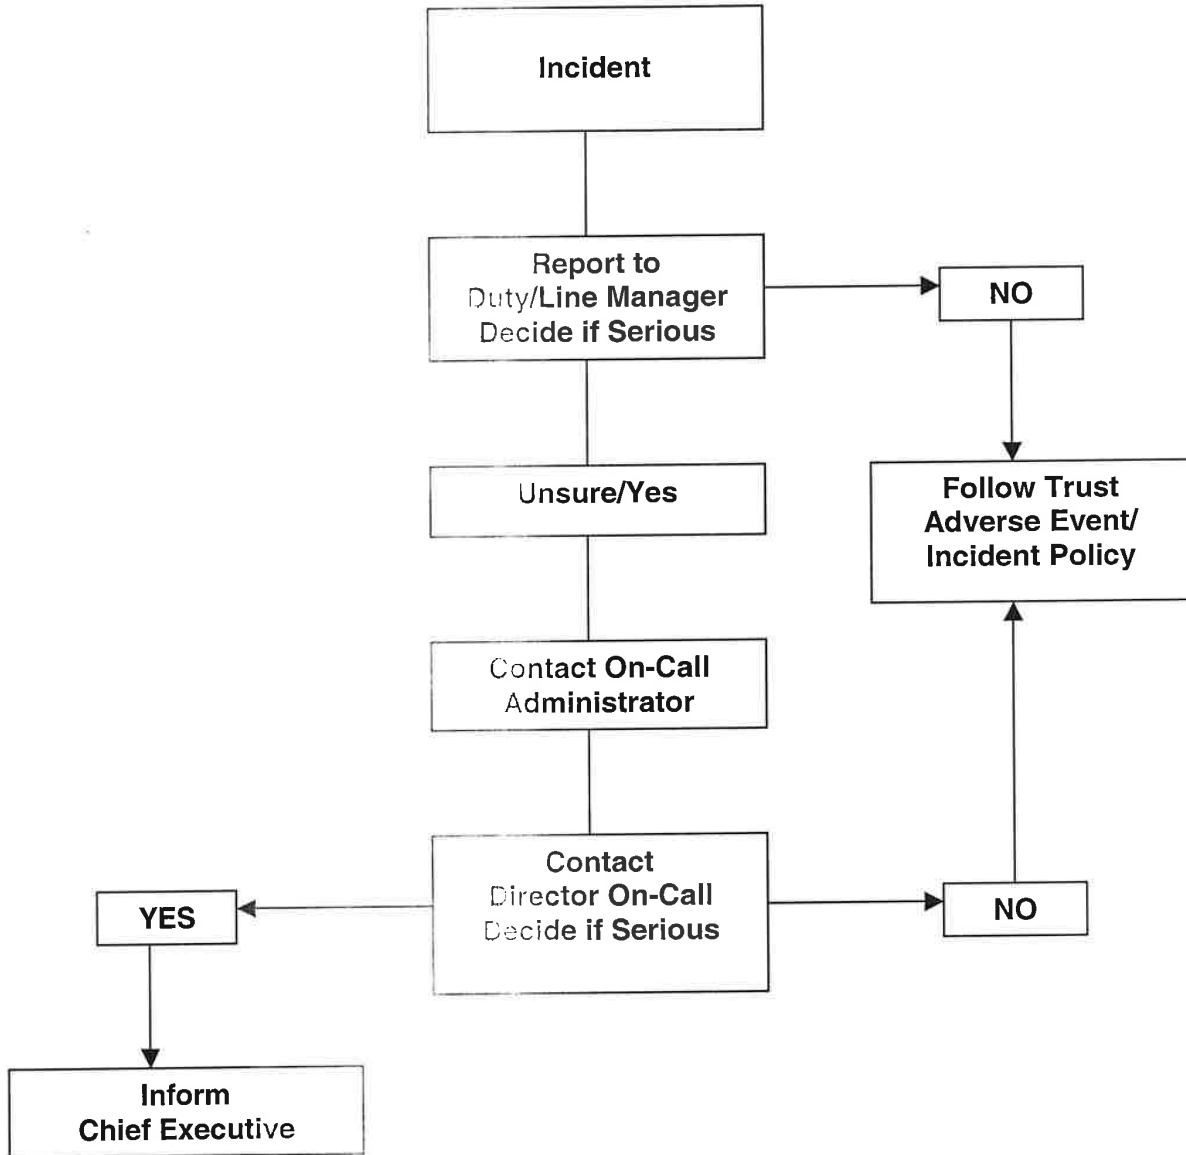 Incident
Report to
Duty/Line Manager
Decide if Serious
NO
Unsure/Yes
Follow Trust
Adverse Event/
Incident Policy
Contact On-Call
Administrator
Contact
Director On-Call
Decide if Serious
YES
NO
Inform
Chief Executive